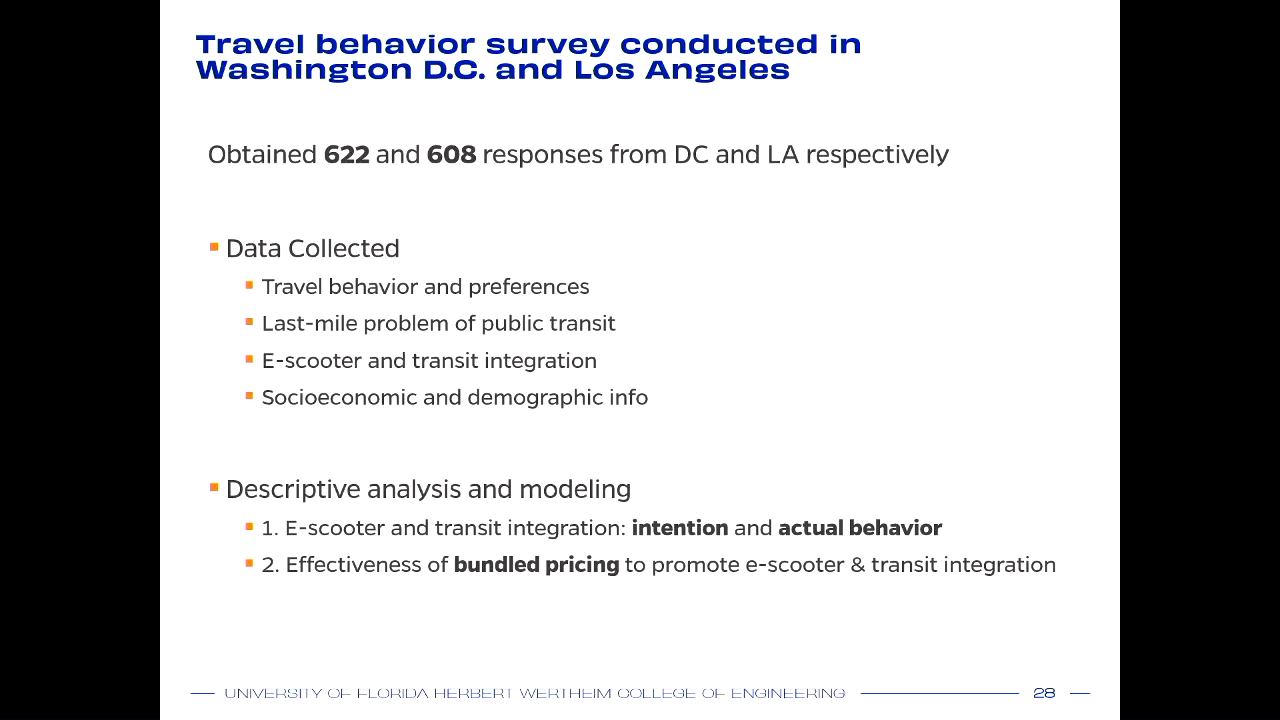 Travel behavior survey conducted in
Washington D.C. and Los Angeles
Obtained 622 and 608 responses from DC and LA respectively
Data Collected
Travel behavior and preferences
Last-mile problem of public transit
E-scooter and transit integration
Socioeconomic and demographic info
Descriptive analysis and modeling
1. E-scooter and transit integration: intention and actual behavior
2. Effectiveness of bundled pricing to promote e-scooter & transit integration
UNIVERSITY OF FLORIDA HERBERT WERTHEIM COLLEGE OF ENGINEERING 28